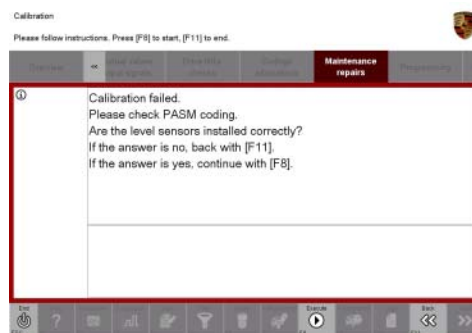 Calibration
Please follow instructions. Press [F8] to start, [F11] to end.
«
Maintenance
repairs
Calibration failed.
Please check PASM coding.
Are the level sensors installed correctly?
If the answer is no, back with [F11].
If the answer is yes, continue with [F8].
End
?
Execute
Back
<<
>>